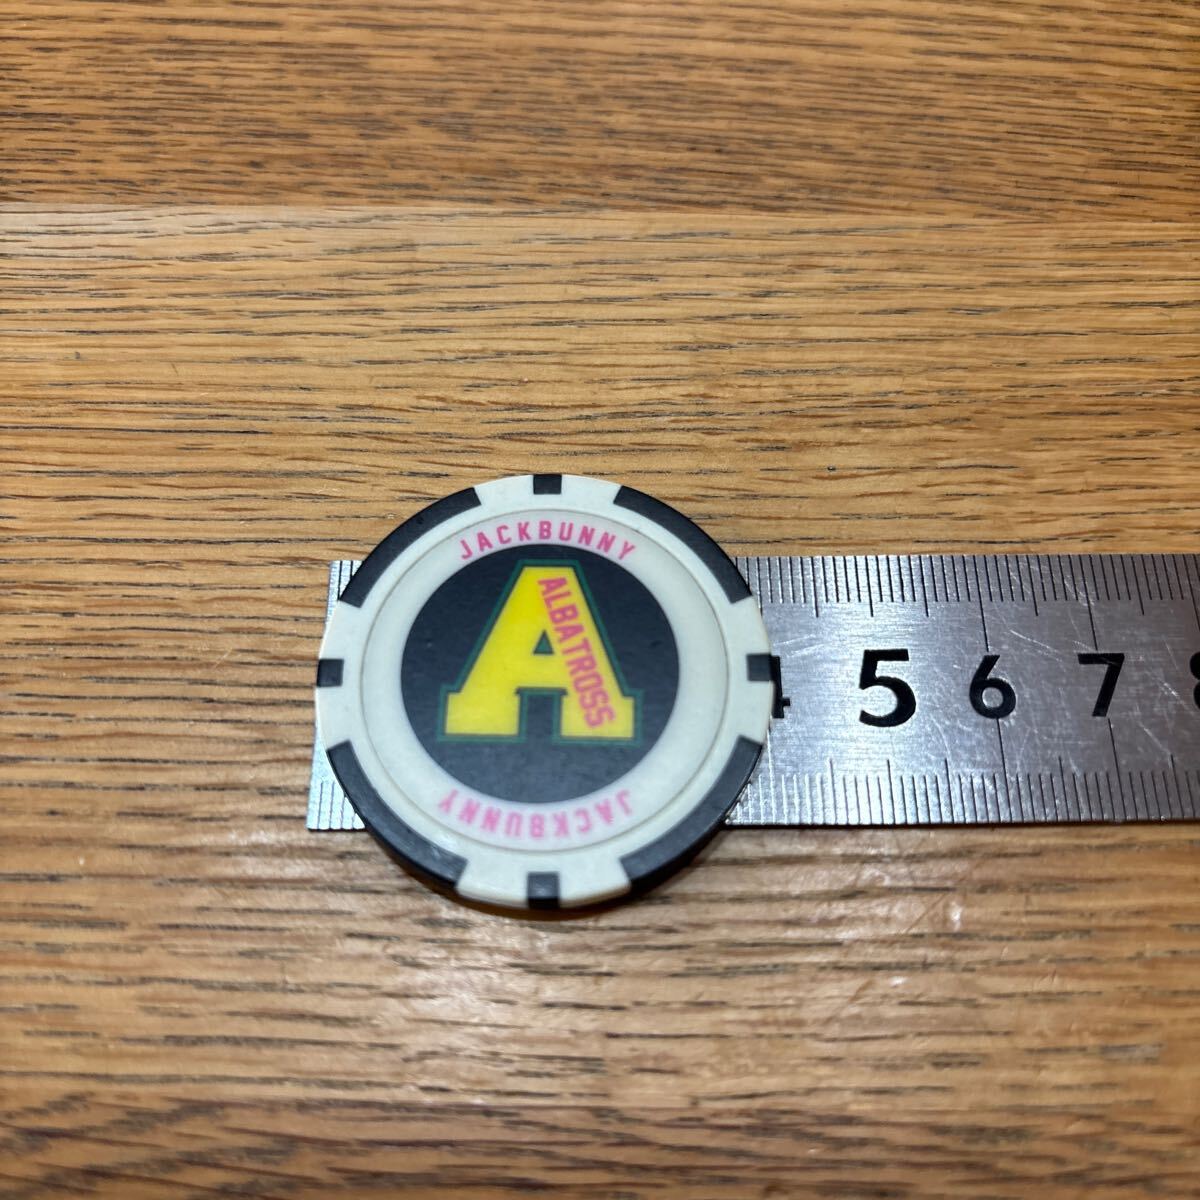 JACKBUNNY
A
ALBATROSS
JACKBUNNY
4 5 6 7 8